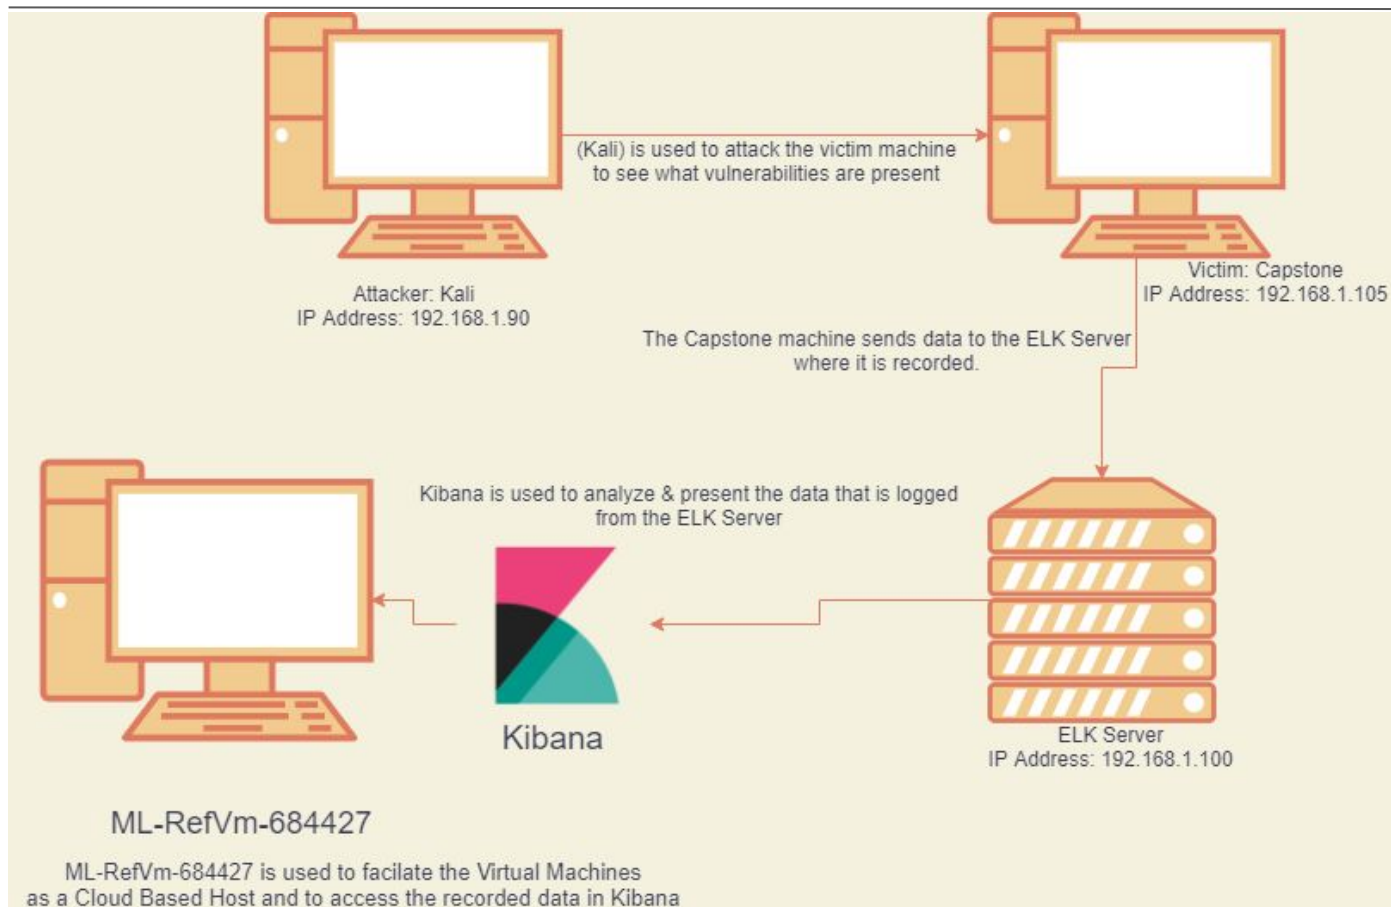 (Kali) is used to attack the victim machine
to see what vulnerabilities are present
Attacker: Kali
IP Address: 192.168.1.90
Victim: Capstone
IP Address: 192.168.1.105
The Capstone machine sends data to the ELK Server
where it is recorded.
Kibana is used to analyze & present the data that is logged
from the ELK Server
Kibana
ELK Server
IP Address: 192.168.1.100
ML-RefVm-684427
ML-RefVm-684427 is used to facilate the Virtual Machines
as a Cloud Based Host and to access the recorded data in Kibana